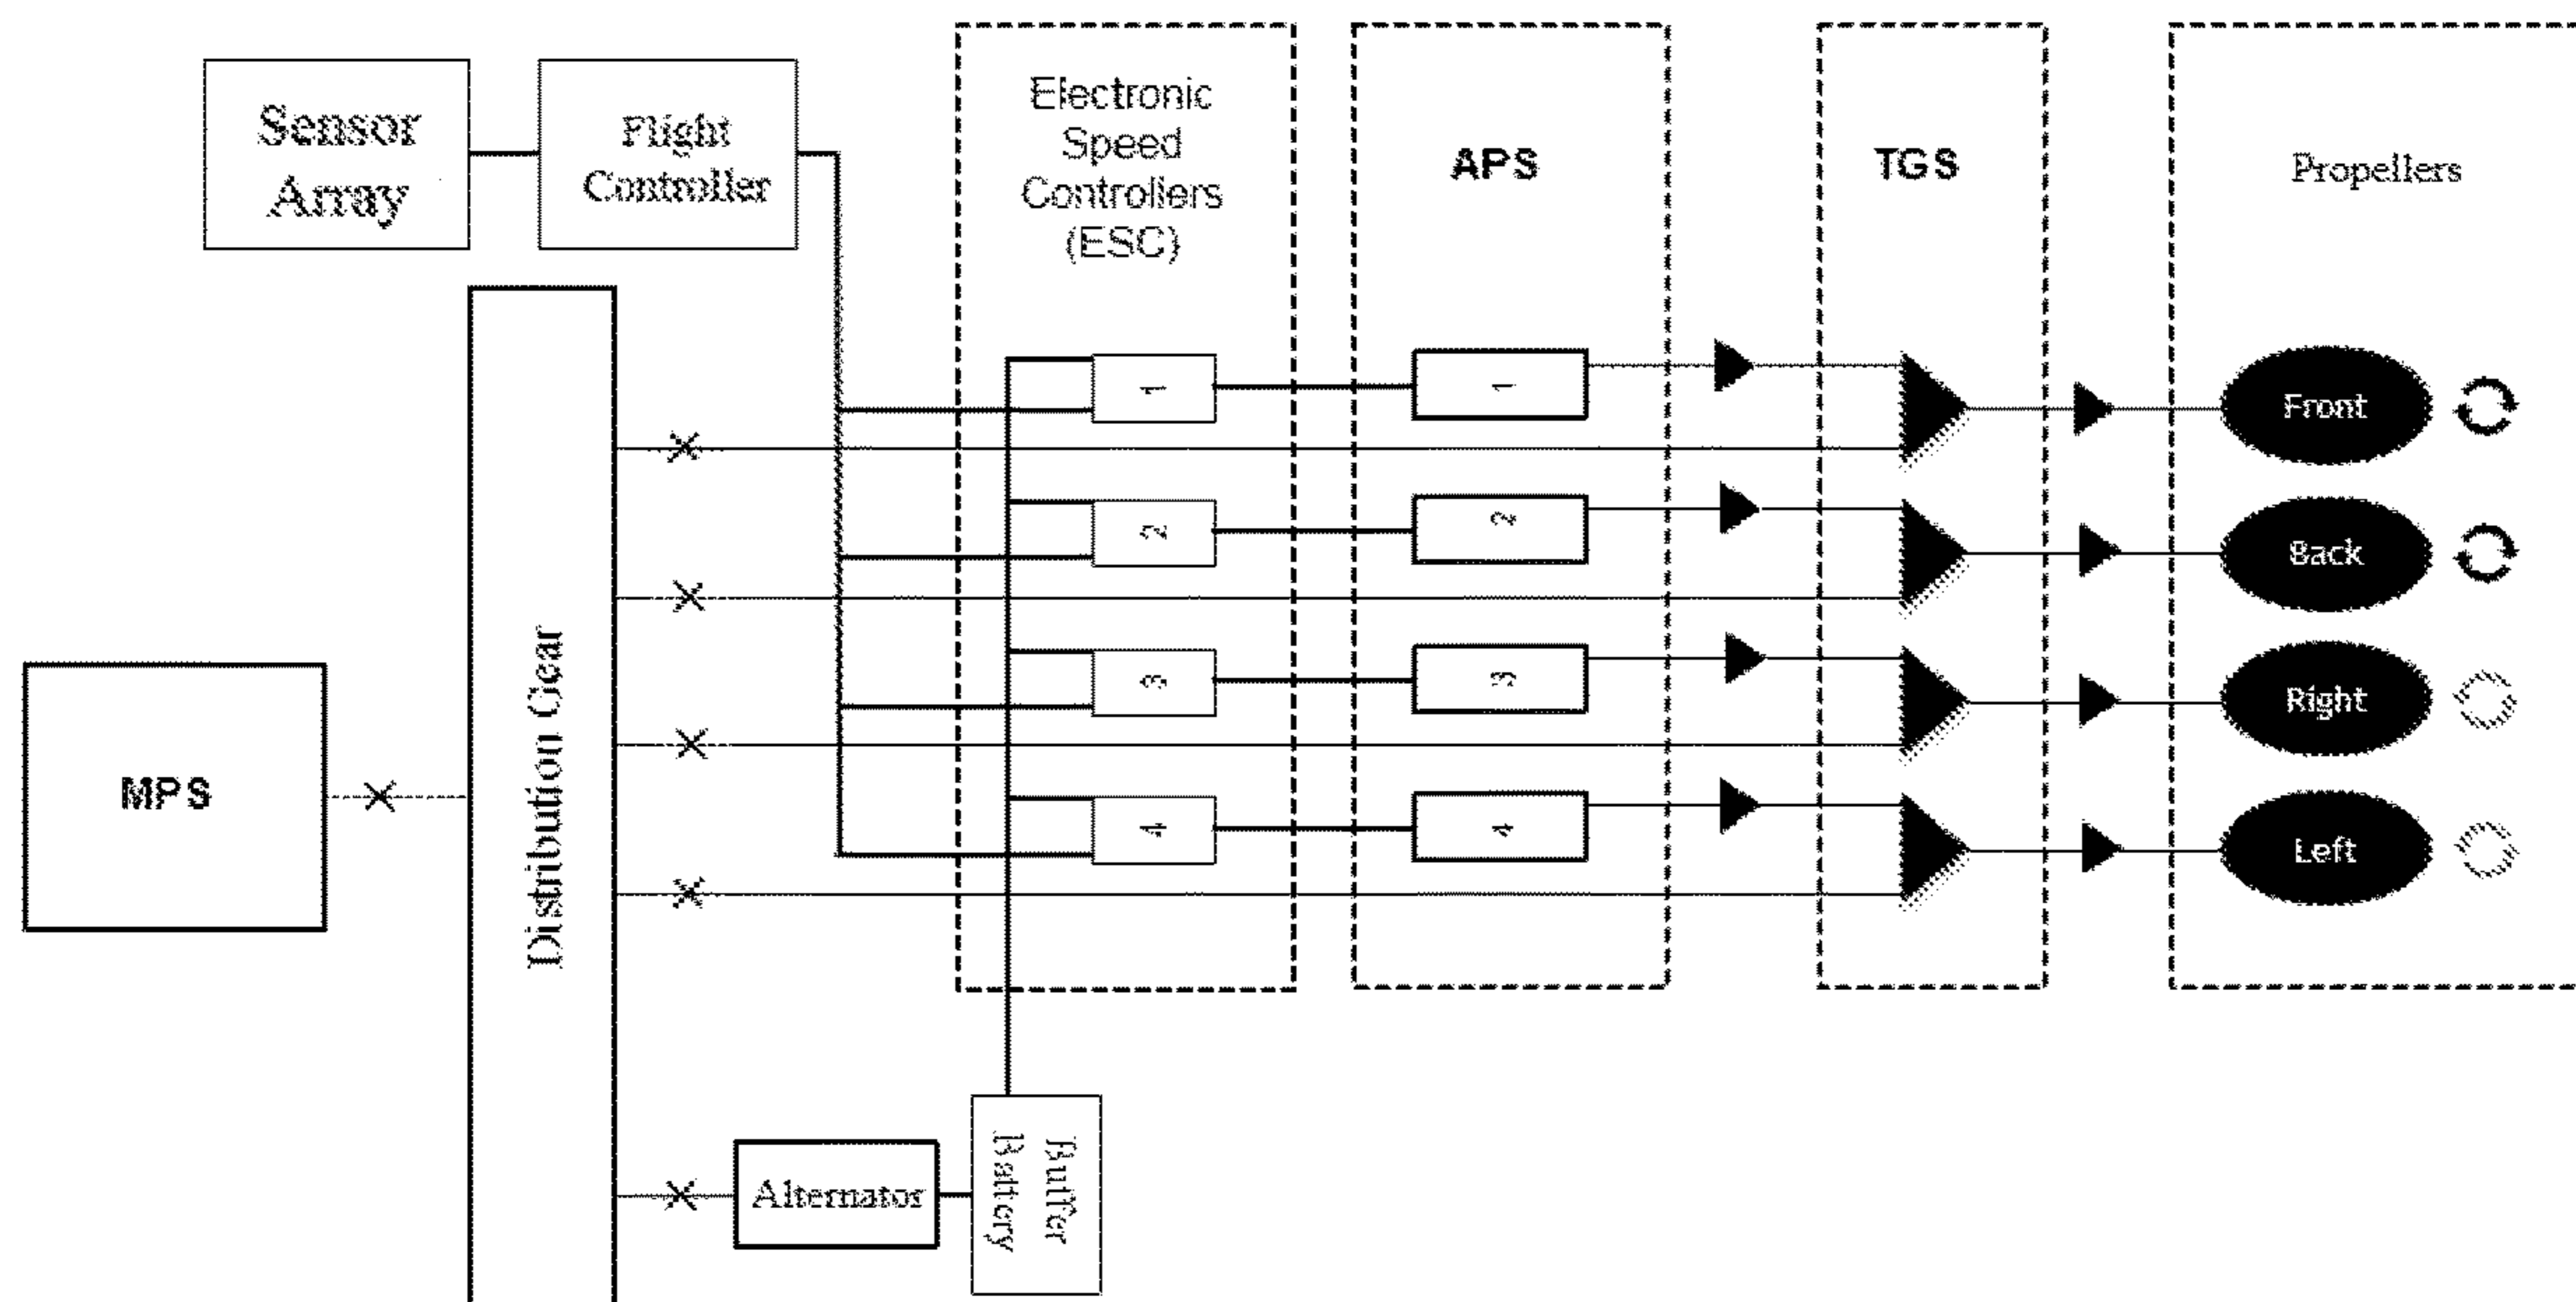 Sensor
Array
Flight
Controller
Electronic
Speed
Controllers
(ESC)
APS
TGS
Propellers
1
1
Front
2
2
Back
3
3
Right
4
4
Left
MPS
Distribution Gear
Alternator
Buffer
Battery